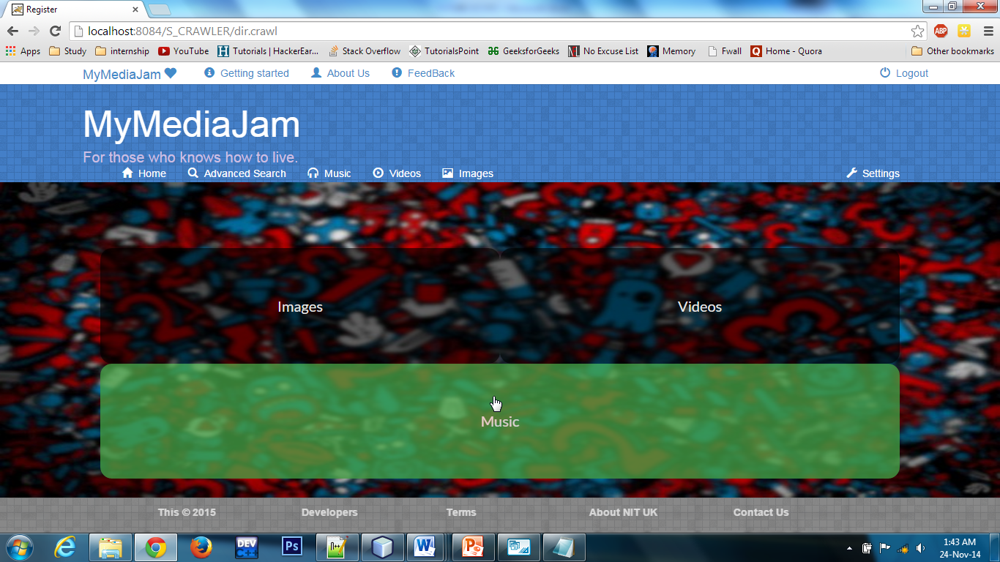 Register
localhost:8084/S_CRAWLER/dir.crawl
ABP
Apps Study internship YouTube Tutorials | HackerEar... Stack Overflow TutorialsPoint GeeksforGeeks No Excuse List Memory Fwall Home - Quora Other bookmarks
MyMediaJam Getting started About Us FeedBack Logout
MyMediaJam
For those who knows how to live.
Home Advanced Search Music Videos Images Settings
Images Videos
Music
This © 2015 Developers Terms About NIT UK Contact Us
DEV C++ Ps
1:43 AM
24-Nov-14